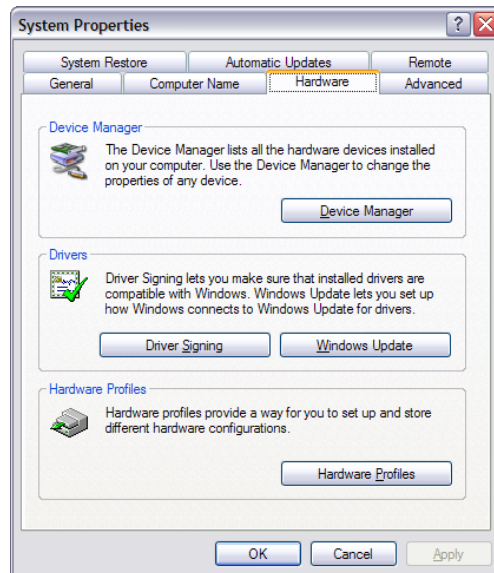 System Properties
?
System Restore
Automatic Updates
Remote
General
Computer Name
Hardware
Advanced
Device Manager
The Device Manager lists all the hardware devices installed
on your computer. Use the Device Manager to change the
properties of any device.
Device Manager
Drivers
Driver Signing lets you make sure that installed drivers are
compatible with Windows. Windows Update lets you set up
how Windows connects to Windows Update for drivers.
Driver Signing
Windows Update
Hardware Profiles
Hardware profiles provide a way for you to set up and store
different hardware configurations.
Hardware Profiles
OK
Cancel
Apply